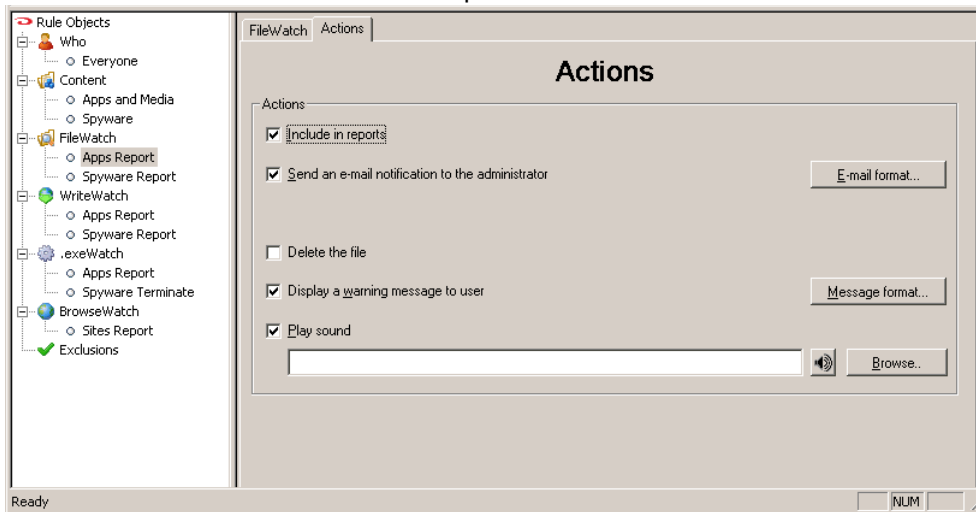 Rule Objects
Who
Everyone
Content
Apps and Media
Spyware
FileWatch
Apps Report
Spyware Report
WriteWatch
Apps Report
Spyware Report
.exeWatch
Apps Report
Spyware Terminate
BrowseWatch
Sites Report
Exclusions
FileWatch Actions
Actions
Actions
Include in reports
Send an e-mail notification to the administrator E-mail format...
Delete the file
Display a warning message to user Message format...
Play sound
Browse..
Ready NUM